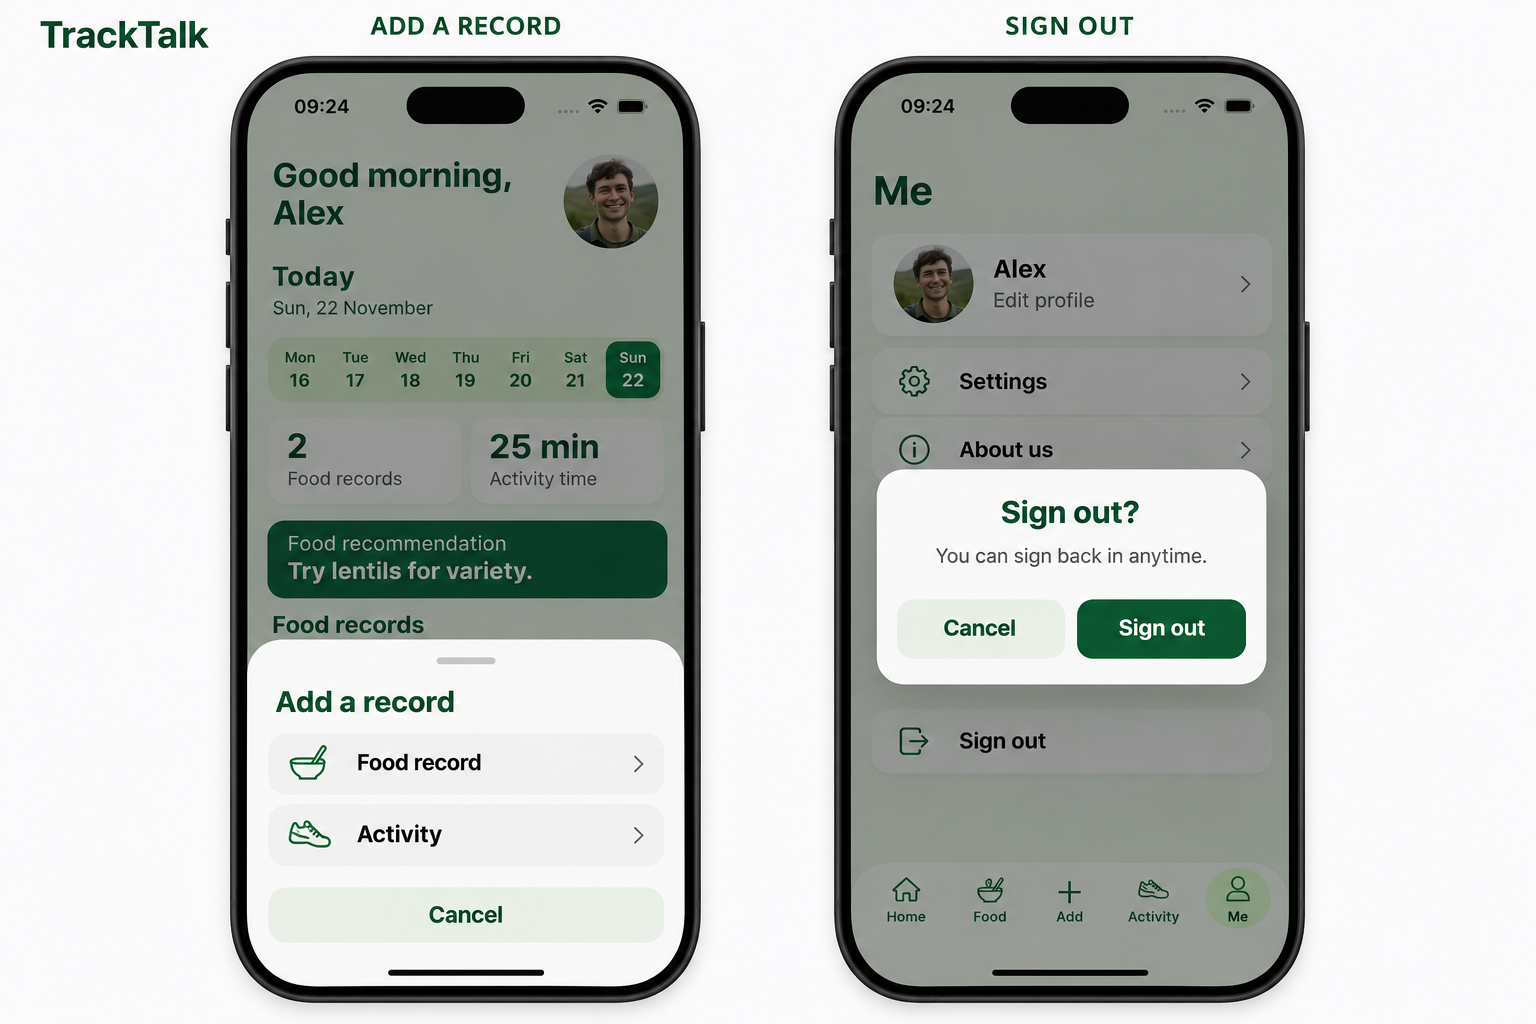 TrackTalk
ADD A RECORD
09:24
Good morning,
Alex
Today
Sun, 22 November
Mon Tue Wed Thu Fri Sat Sun
16 17 18 19 20 21 22
2
Food records
25 min
Activity time
Food recommendation
Try lentils for variety.
Food records
Add a record
Food record
Activity
Cancel
SIGN OUT
09:24
Me
Alex
Edit profile
Settings
About us
Sign out?
You can sign back in anytime.
Cancel Sign out
Sign out
Home Food Add Activity Me